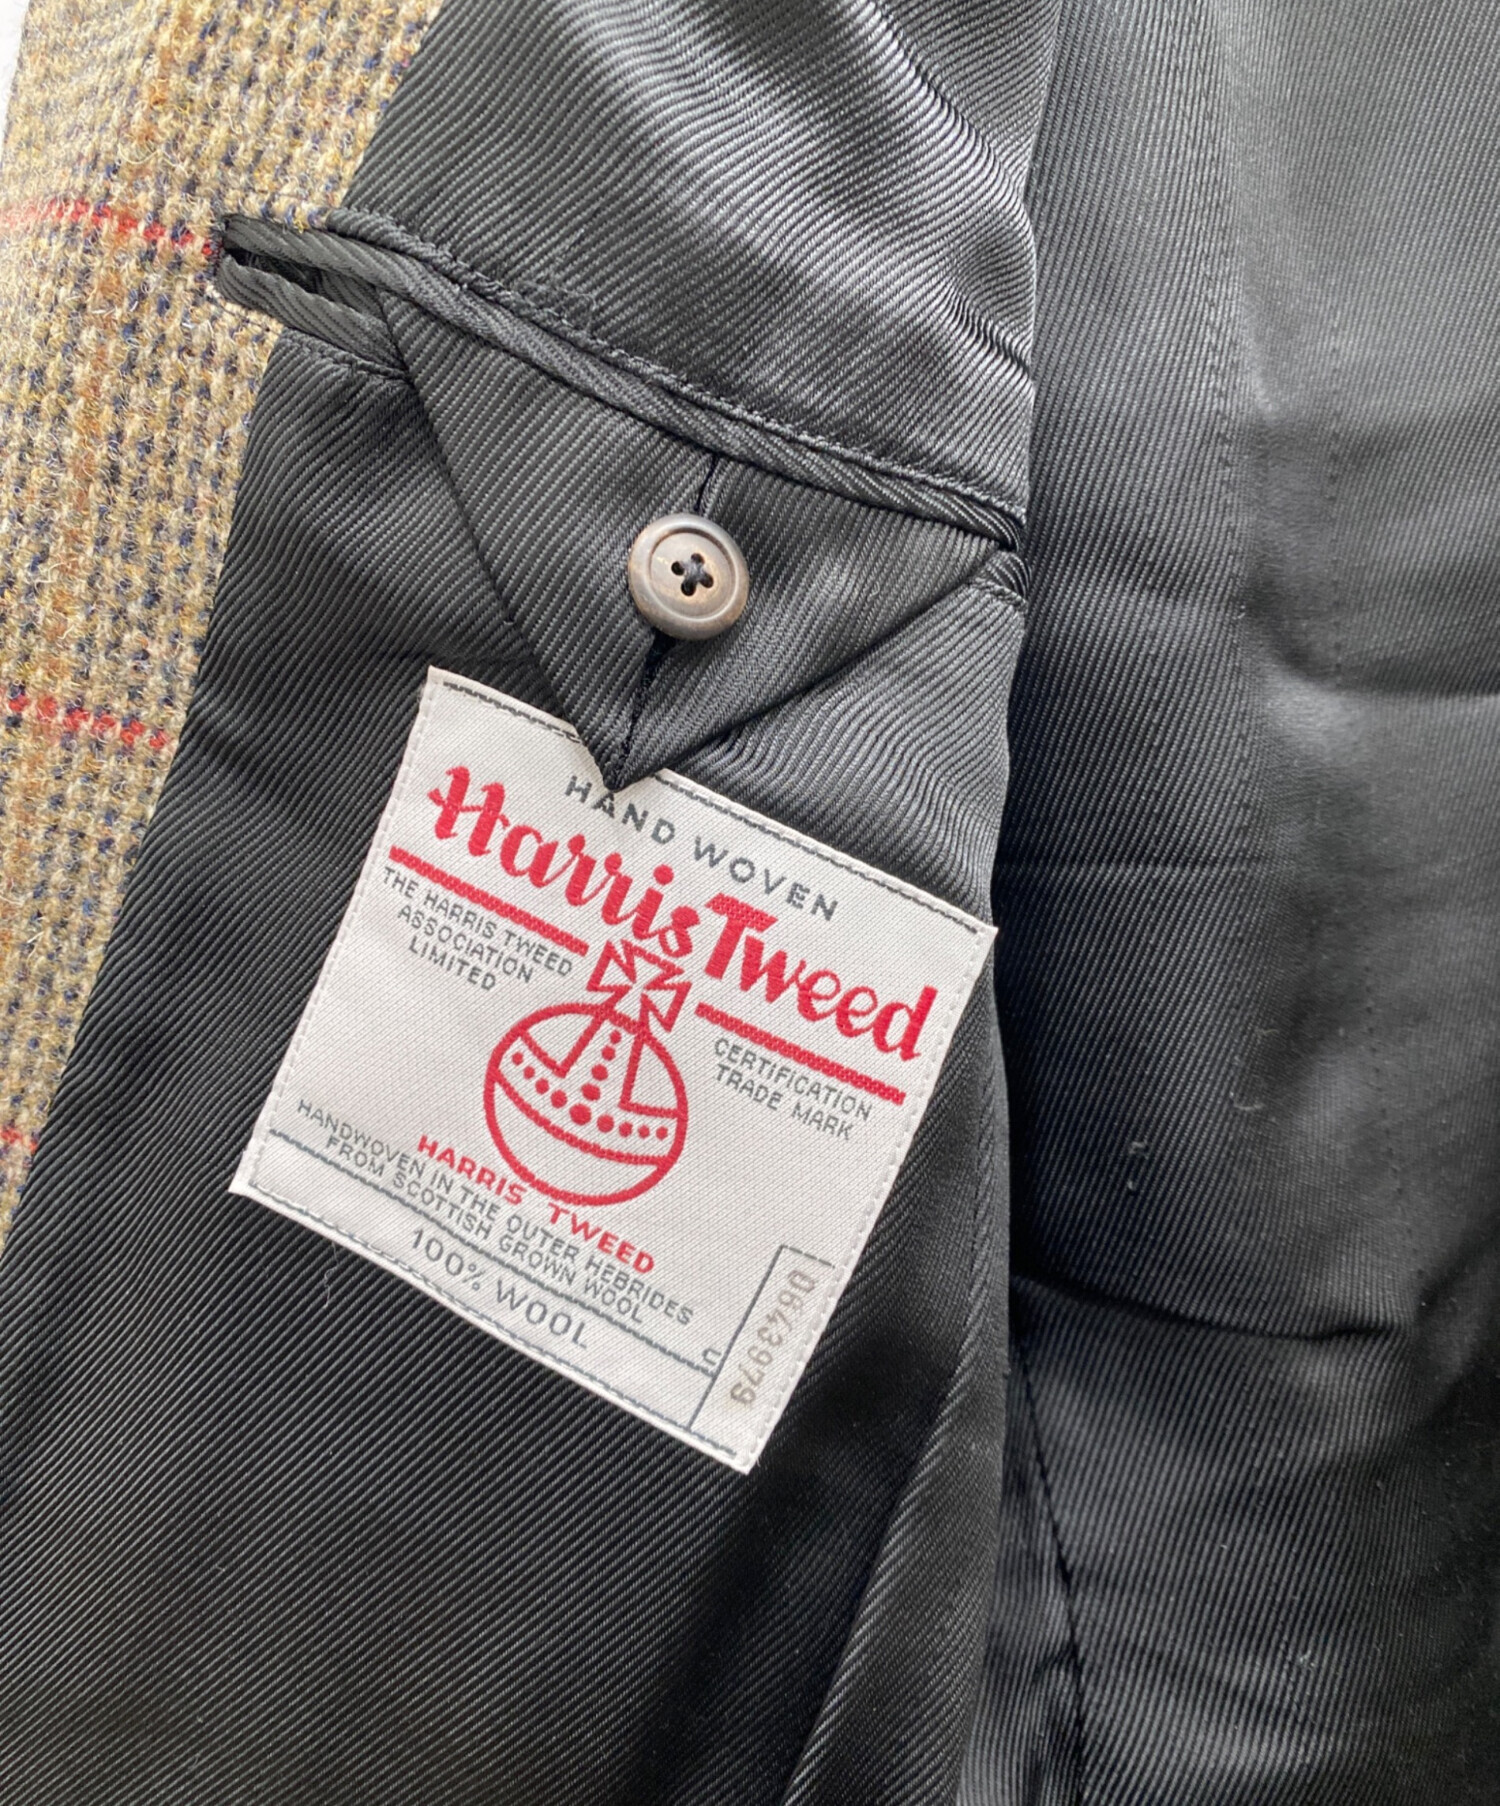 HAND WOVEN
Harris Tweed
THE HARRIS TWEED
ASSOCIATION
LIMITED
CERTIFICATION
TRADE MARK
HARRIS TWEED
HANDWOVEN IN THE OUTER HEBRIDES
FROM SCOTTISH GROWN WOOL
100% WOOL
0643979